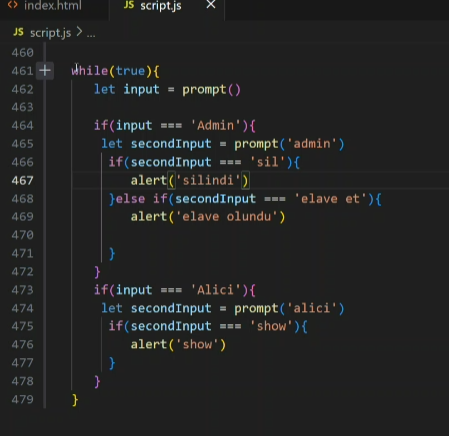 index.html JS script.js ×
JS script.js > ...
460
461 while(true){
462 let input = prompt()
463
464 if(input === 'Admin'){
465 let secondInput = prompt('admin')
466 if(secondInput === 'sil'){
467 alert('silindi')
468 }else if(secondInput === 'elave et'){
469 alert('elave olundu')
470
471 }
472 }
473 if(input === 'Alici'){
474 let secondInput = prompt('alici')
475 if(secondInput === 'show'){
476 alert('show')
477 }
478 }
479 }